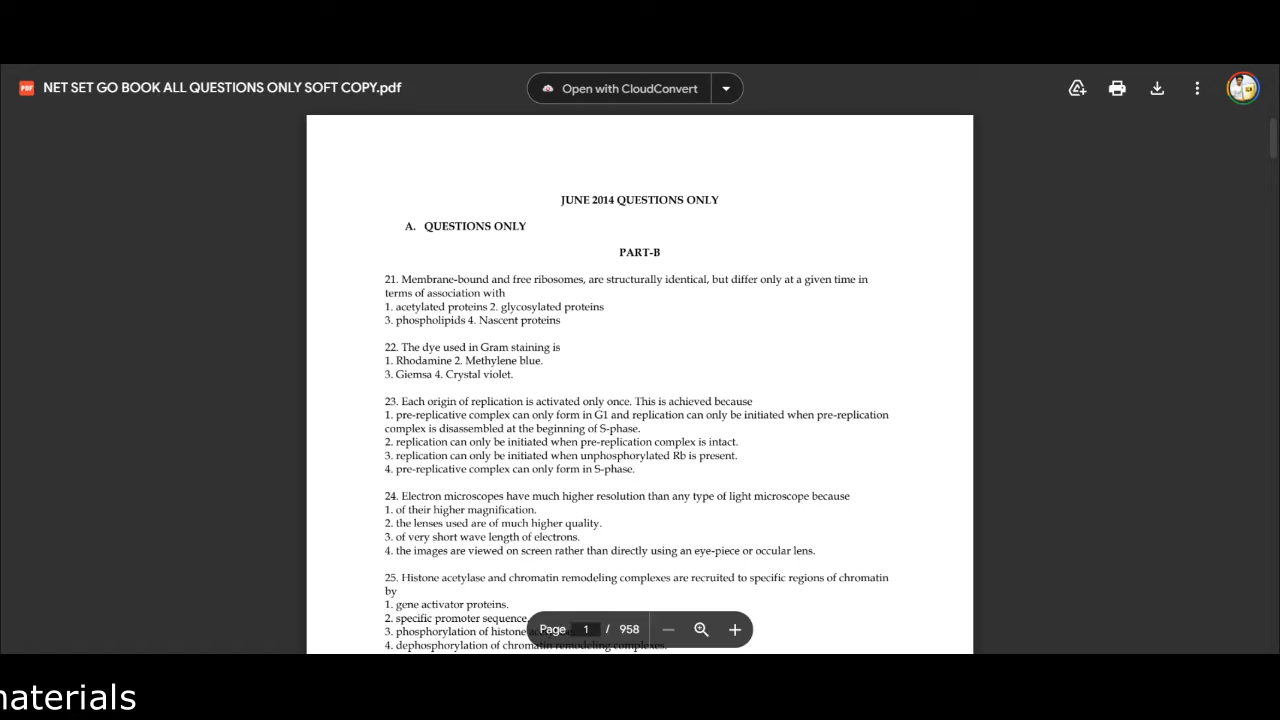 NET SET GO BOOK ALL QUESTIONS ONLY SOFT COPY.pdf
Open with CloudConvert
JUNE 2014 QUESTIONS ONLY
A. QUESTIONS ONLY
PART-B
21. Membrane-bound and free ribosomes, are structurally identical, but differ only at a given time in
terms of association with
1. acetylated proteins 2. glycosylated proteins
3. phospholipids 4. Nascent proteins
22. The dye used in Gram staining is
1. Rhodamine 2. Methylene blue.
3. Giemsa 4. Crystal violet.
23. Each origin of replication is activated only once. This is achieved because
1. pre-replicative complex can only form in G1 and replication can only be initiated when pre-replication
complex is disassembled at the beginning of S-phase.
2. replication can only be initiated when pre-replication complex is intact.
3. replication can only be initiated when unphosphorylated Rb is present.
4. pre-replicative complex can only form in S-phase.
24. Electron microscopes have much higher resolution than any type of light microscope because
1. of their higher magnification.
2. the lenses used are of much higher quality.
3. of very short wave length of electrons.
4. the images are viewed on screen rather than directly using an eye-piece or occular lens.
25. Histone acetylase and chromatin remodeling complexes are recruited to specific regions of chromatin
by
1. gene activator proteins.
2. specific promoter sequence.
3. phosphorylation of histone
4. dephosphorylation of chromatin remodeling complexes.
Page 1 / 958
materials